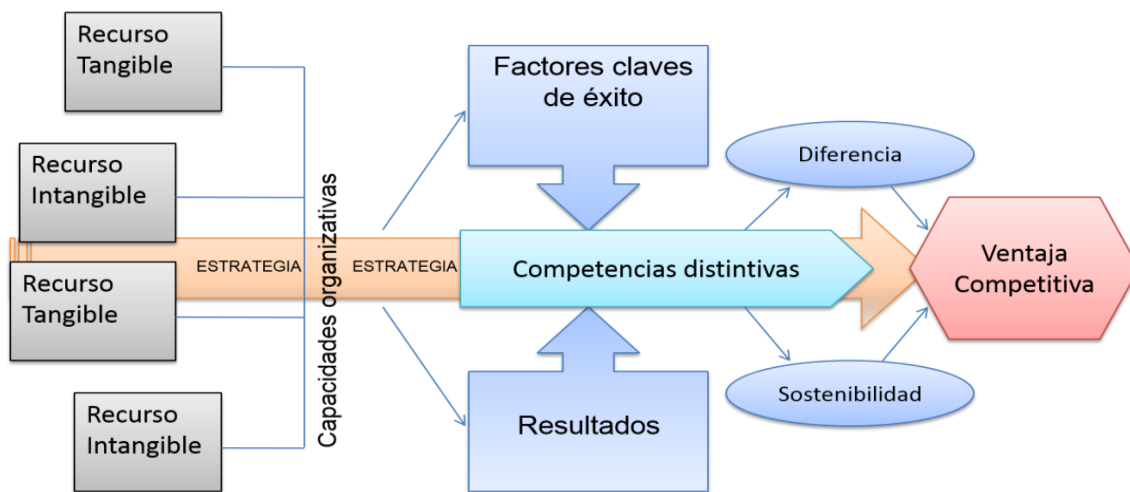 Recurso
Tangible
Recurso
Intangible
Recurso
Tangible
Recurso
Intangible
ESTRATEGIA
Capacidades organizativas
ESTRATEGIA
Factores claves
de éxito
Competencias distintivas
Resultados
Diferencia
Sostenibilidad
Ventaja
Competitiva